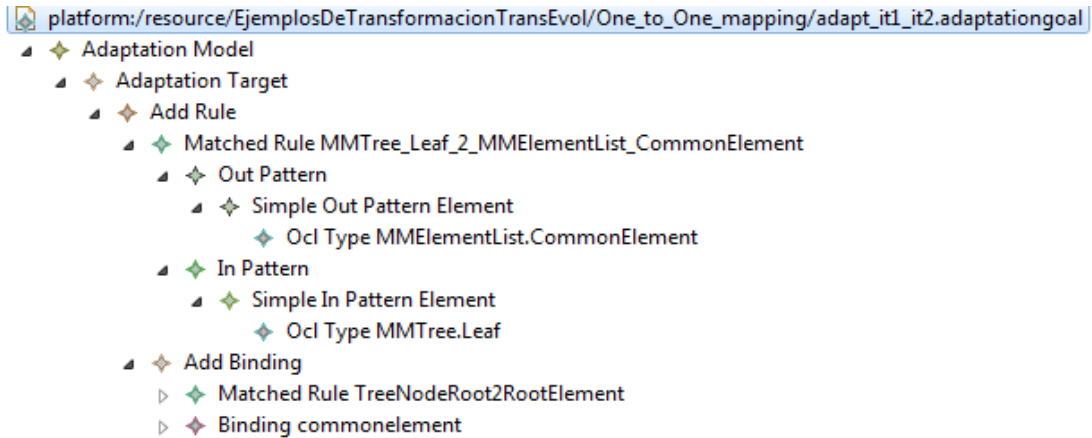 platform:/resource/EjemplosDeTransformacionTransEvol/One_to_One_mapping/adapt_it1_it2.adaptationgoal
Adaptation Model
Adaptation Target
Add Rule
Matched Rule MMTree_Leaf_2_MMElementList_CommonElement
Out Pattern
Simple Out Pattern Element
Ocl Type MMElementList.CommonElement
In Pattern
Simple In Pattern Element
Ocl Type MMTree.Leaf
Add Binding
Matched Rule TreeNodeRoot2RootElement
Binding commonelement